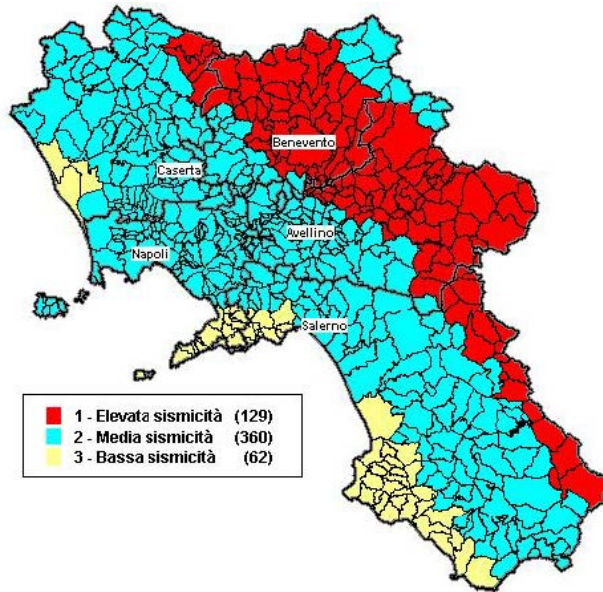 Benevento
Caserta
Avellino
Napoli
Salerno
1 - Elevata sismicità (129)
2 - Media sismicità (360)
3 - Bassa sismicità (62)